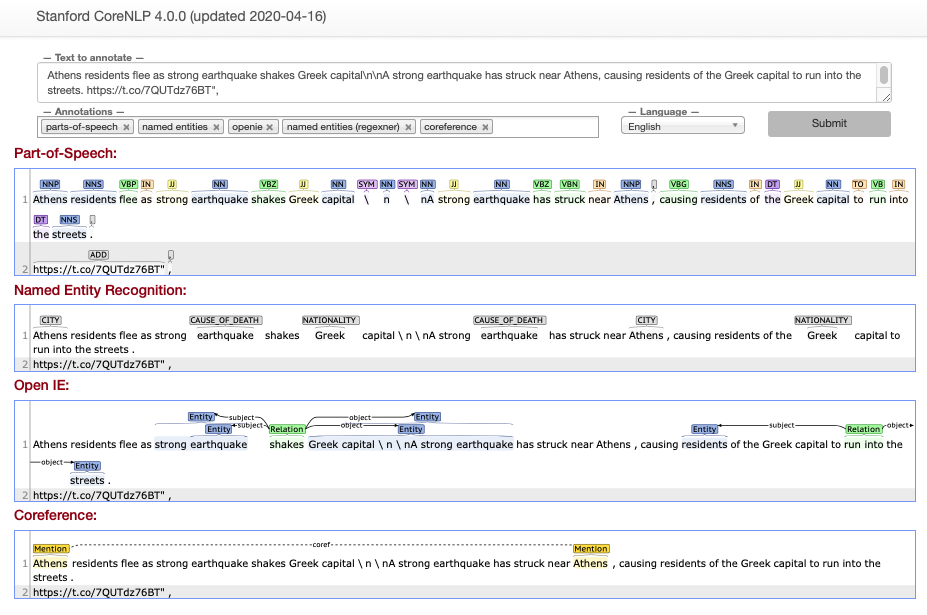 Stanford CoreNLP 4.0.0 (updated 2020-04-16)
— Text to annotate —
Athens residents flee as strong earthquake shakes Greek capital\n\nA strong earthquake has struck near Athens, causing residents of the Greek capital to run into the
streets. https://t.co/7QUTdz76BT",
— Annotations —
— Language —
parts-of-speech × named entities × openie × named entities (regexner) × coreference ×
English
Submit
Part-of-Speech:
NNP NNS VBP IN JJ NN VBZ JJ NN SYM NN SYM NN JJ NN VBZ VBN IN NNP , VBG NNS IN DT JJ NN TO VB IN
1 Athens residents flee as strong earthquake shakes Greek capital \ n \ nA strong earthquake has struck near Athens , causing residents of the Greek capital to run into
DT NNS .
the streets .
ADD ,
2 https://t.co/7QUTdz76BT" ,
Named Entity Recognition:
CITY CAUSE_OF_DEATH NATIONALITY CAUSE_OF_DEATH CITY NATIONALITY
1 Athens residents flee as strong earthquake shakes Greek capital \ n \ nA strong earthquake has struck near Athens , causing residents of the Greek capital to
run into the streets .
2 https://t.co/7QUTdz76BT" ,
Open IE:
Entity subject object Entity
Entity subject Relation object Entity Entity subject Relation object
1 Athens residents flee as strong earthquake shakes Greek capital \ n \ nA strong earthquake has struck near Athens , causing residents of the Greek capital to run into the
object Entity
streets .
2 https://t.co/7QUTdz76BT" ,
Coreference:
Mention coref Mention
1 Athens residents flee as strong earthquake shakes Greek capital \ n \ nA strong earthquake has struck near Athens , causing residents of the Greek capital to run into the
streets .
2 https://t.co/7QUTdz76BT" ,